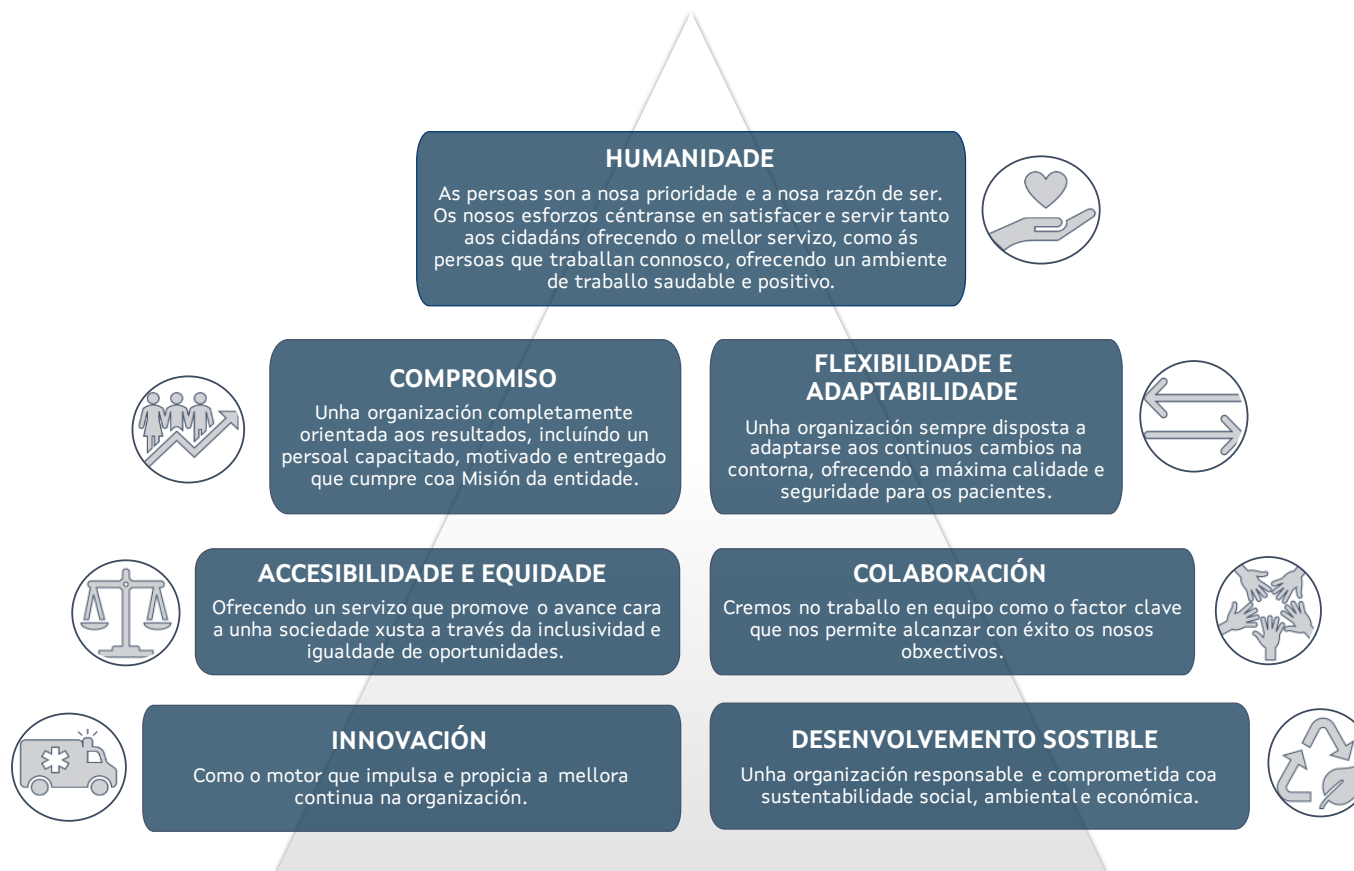 HUMANIDADE
As persoas son a nosa prioridade e a nosa razón de ser.
Os nosos esforzos céntranse en satisfacer e servir tanto
aos cidadáns ofrecendo o mellor servizo, como ás
persoas que traballan connosco, ofrecendo un ambiente
de traballo saudable e positivo.
COMPROMISO
Unha organización completamente
orientada aos resultados, incluíndo un
persoal capacitado, motivado e entregado
que cumpre coa Misión da entidade.
FLEXIBILIDADE E
ADAPTABILIDADE
Unha organización sempre disposta a
adaptarse aos continuos cambios na
contorna, ofrecendo a máxima calidade e
seguridade para os pacientes.
ACCESIBILIDADE E EQUIDADE
Ofrecendo un servizo que promove o avance cara
a unha sociedade xusta a través da inclusividad e
igualdade de oportunidades.
COLABORACIÓN
Cremos no traballo en equipo como o factor clave
que nos permite alcanzar con éxito os nosos
obxectivos.
INNOVACIÓN
Como o motor que impulsa e propicia a mellora
continua na organización.
DESENVOLVEMENTO SOSTIBLE
Unha organización responsable e comprometida coa
sustentabilidade social, ambiental e económica.